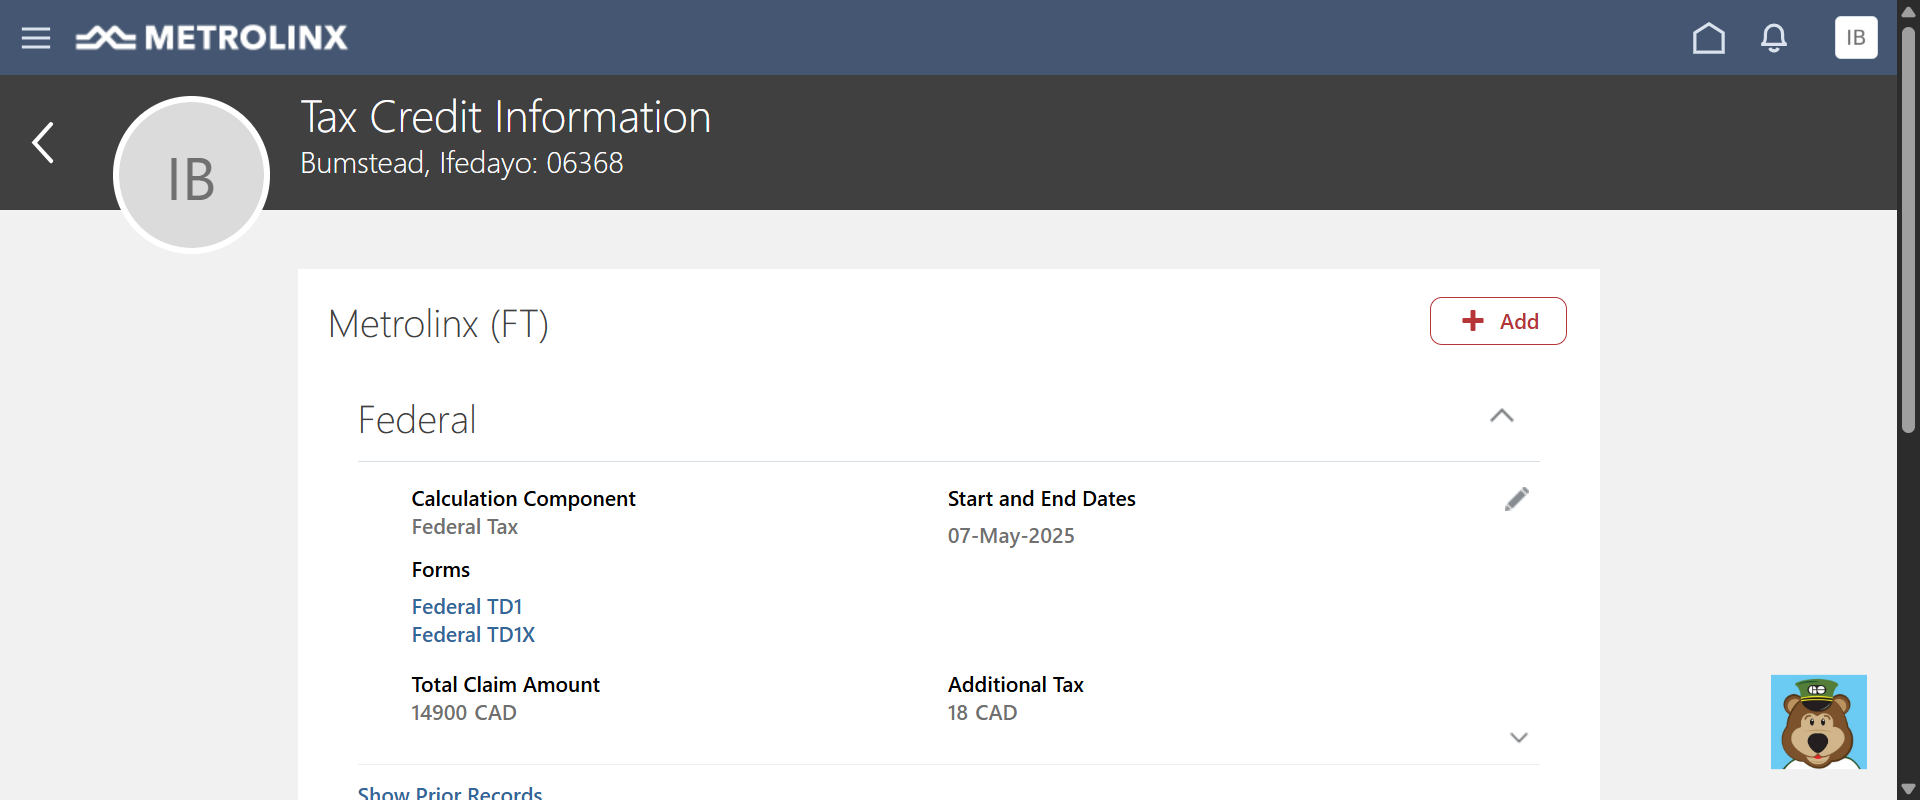 METROLINX
IB
IB
Tax Credit Information
Bumstead, Ifedayo: 06368
Metrolinx (FT)
Add
Federal
Calculation Component
Federal Tax
Start and End Dates
07-May-2025
Forms
Federal TD1
Federal TD1X
Total Claim Amount
14900 CAD
Additional Tax
18 CAD
Show Prior Records
GO